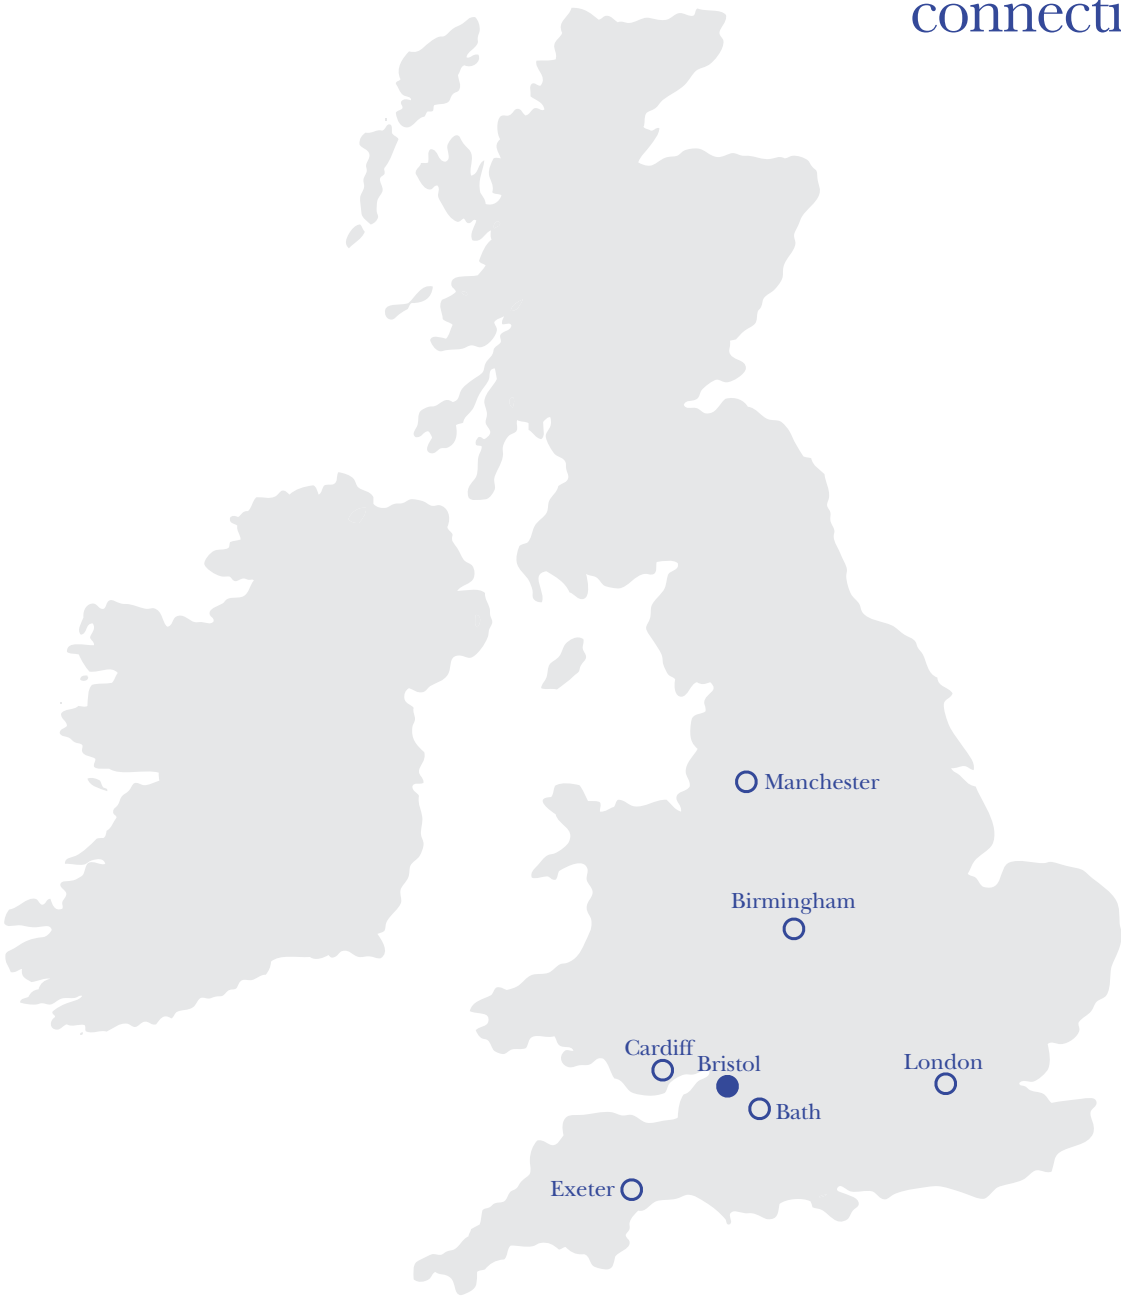 connecti
Manchester
Birmingham
Cardiff
Bristol
London
Bath
Exeter